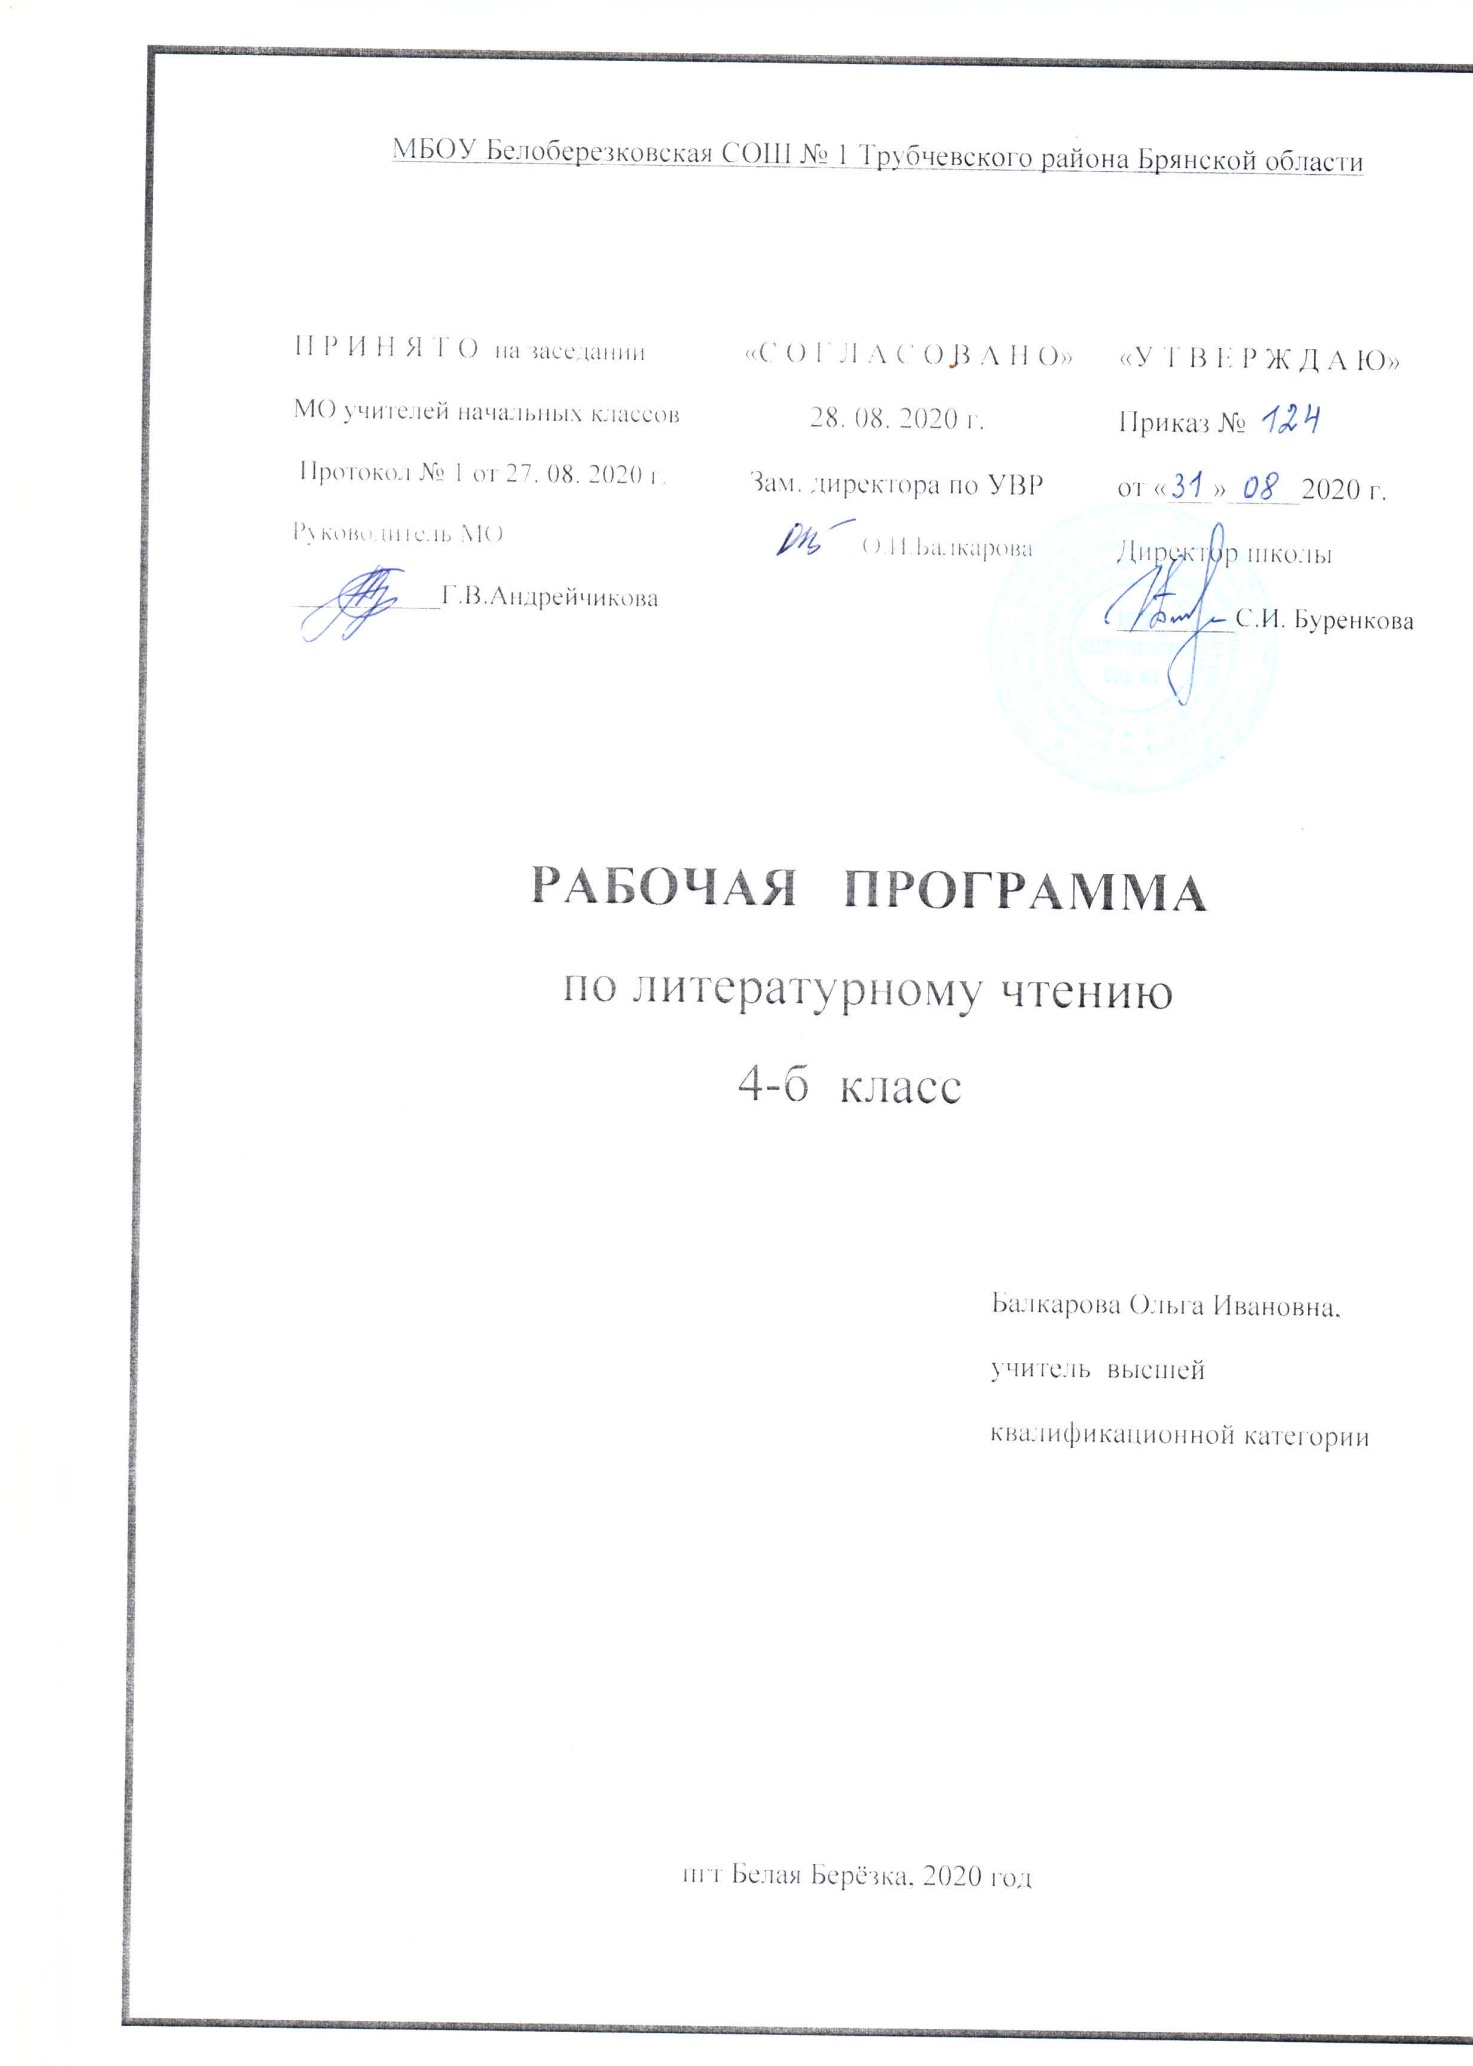 МБОУ Белоберезковская СОШ № 1 Трубчевского района Брянской области
П Р И Н Я Т О на заседании
МО учителей начальных классов
Протокол № 1 от 27. 08. 2020 г.
Руководитель МО
Г.В.Андрейчикова
«С О Г Л А С О В А Н О»
28. 08. 2020 г.
Зам. директора по УВР
О.И.Балкарова
«У Т В Е Р Ж Д А Ю»
Приказ № 124
от «31» 08 2020 г.
Директор школы
С.И. Буренкова
РАБОЧАЯ ПРОГРАММА
по литературному чтению
4-б класс
Балкарова Ольга Ивановна,
учитель высшей
квалификационной категории
пгт Белая Берёзка, 2020 год